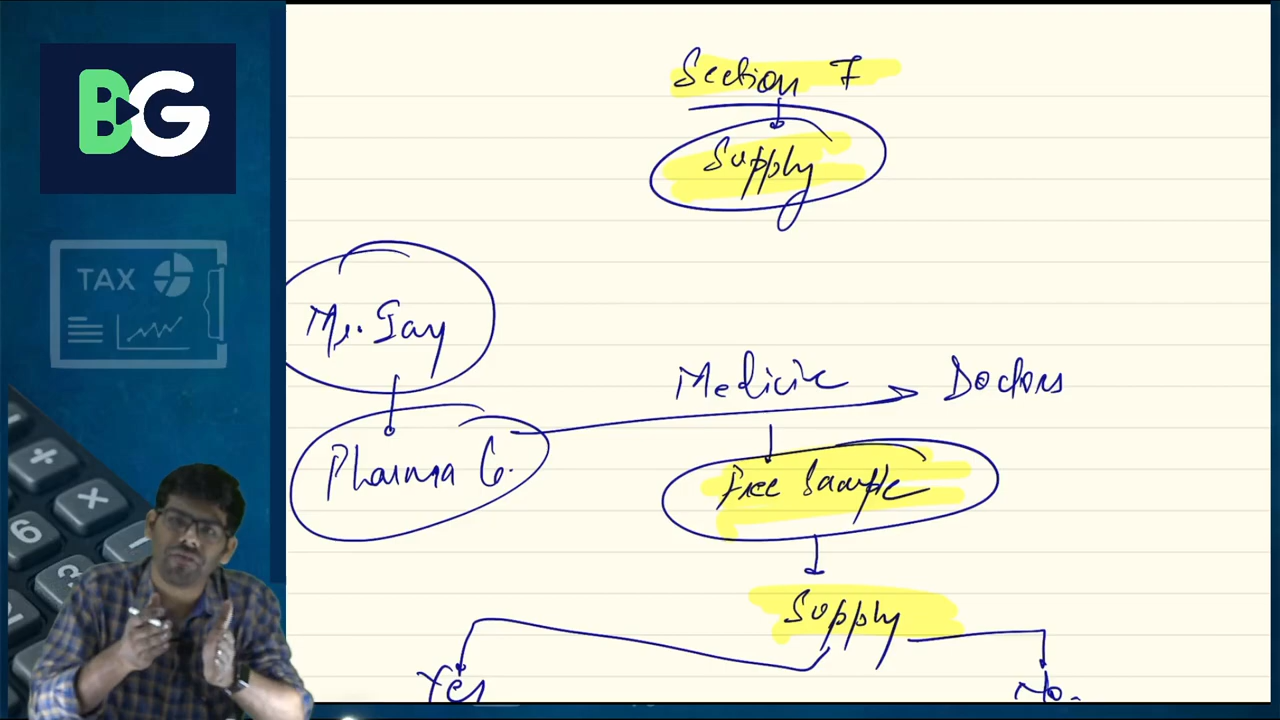 BG
Section 7
Supply
TAX
Mr. Jay
Medicine Doctors
Pharma Co.
Free Sample
Supply
Yes No.